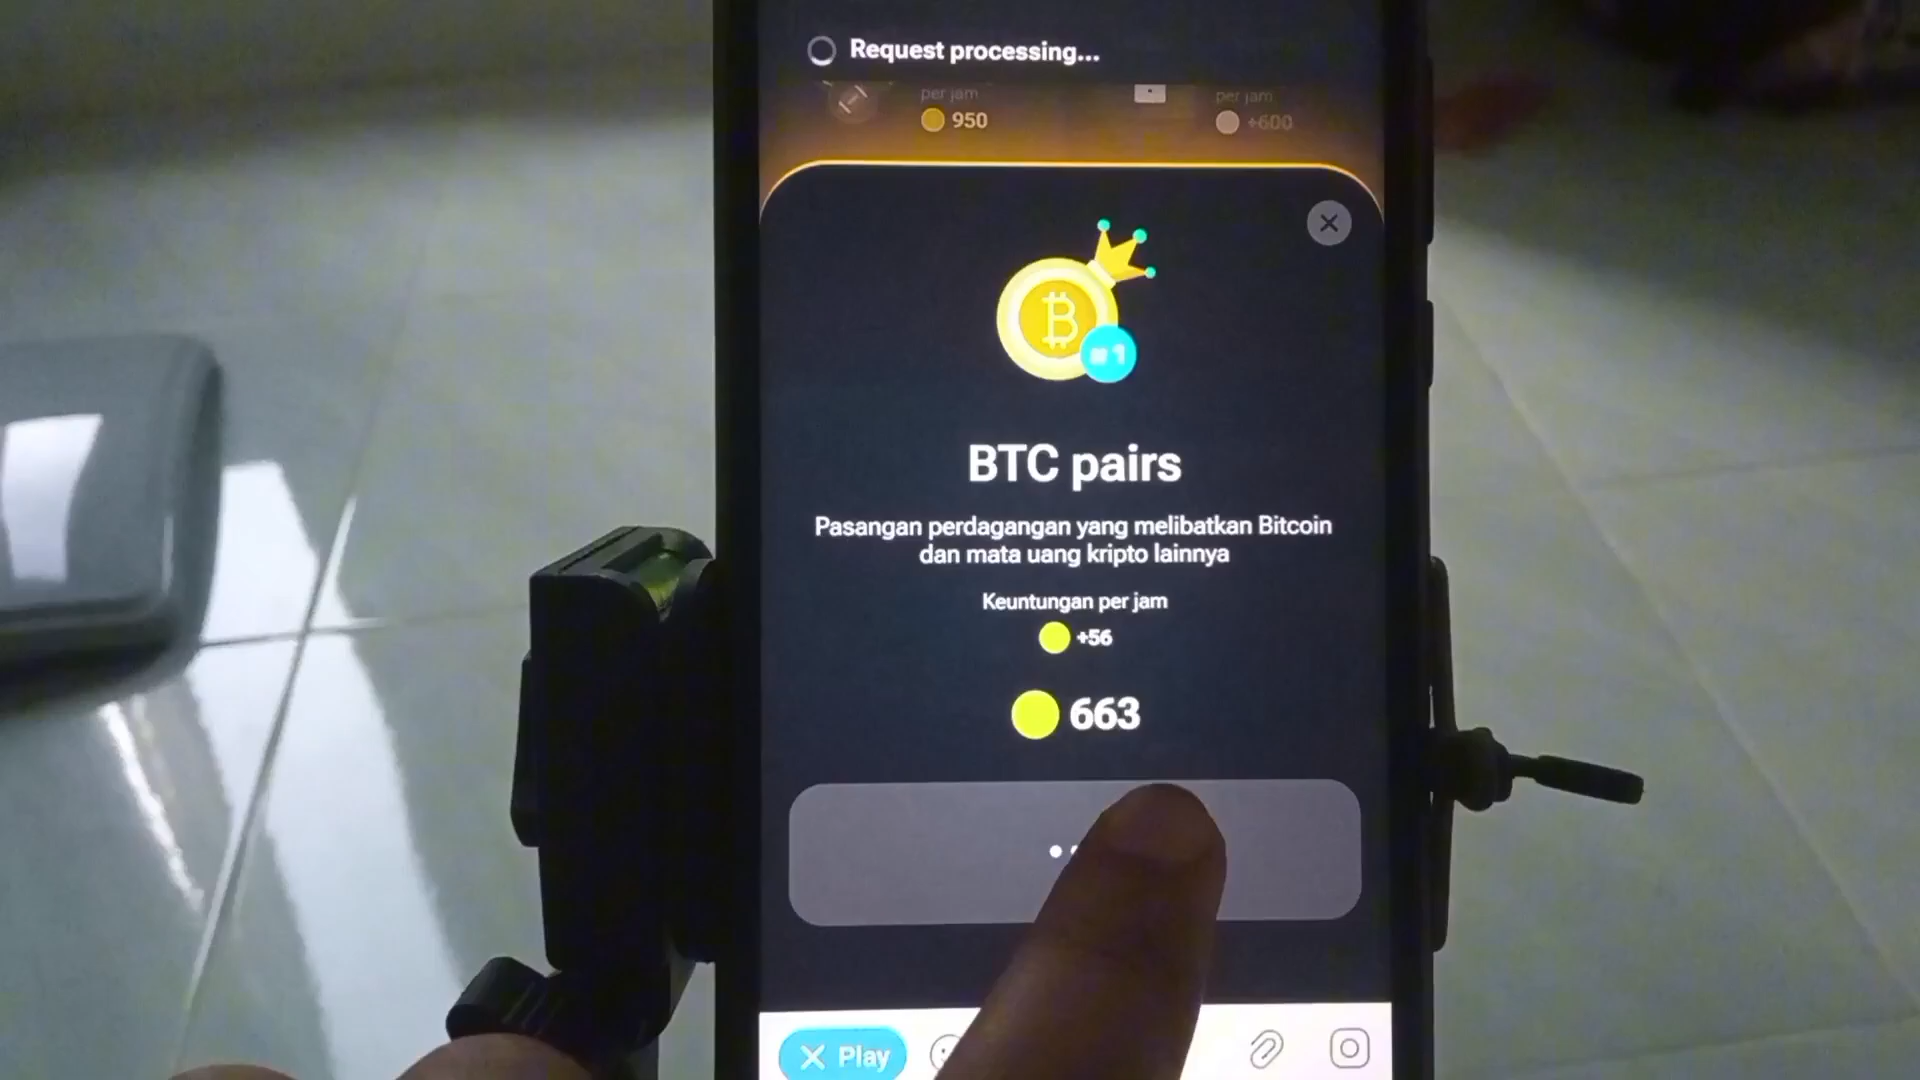 Request processing...
per jam
950
per jam
+600
#1
BTC pairs
Pasangan perdagangan yang melibatkan Bitcoin
dan mata uang kripto lainnya
Keuntungan per jam
+56
663
Play